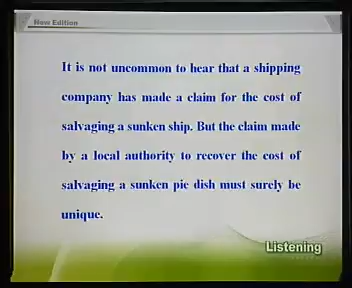 New Edition
It is not uncommon to hear that a shipping
company has made a claim for the cost of
salvaging a sunken ship. But the claim made
by a local authority to recover the cost of
salvaging a sunken pie dish must surely be
unique.
Listening